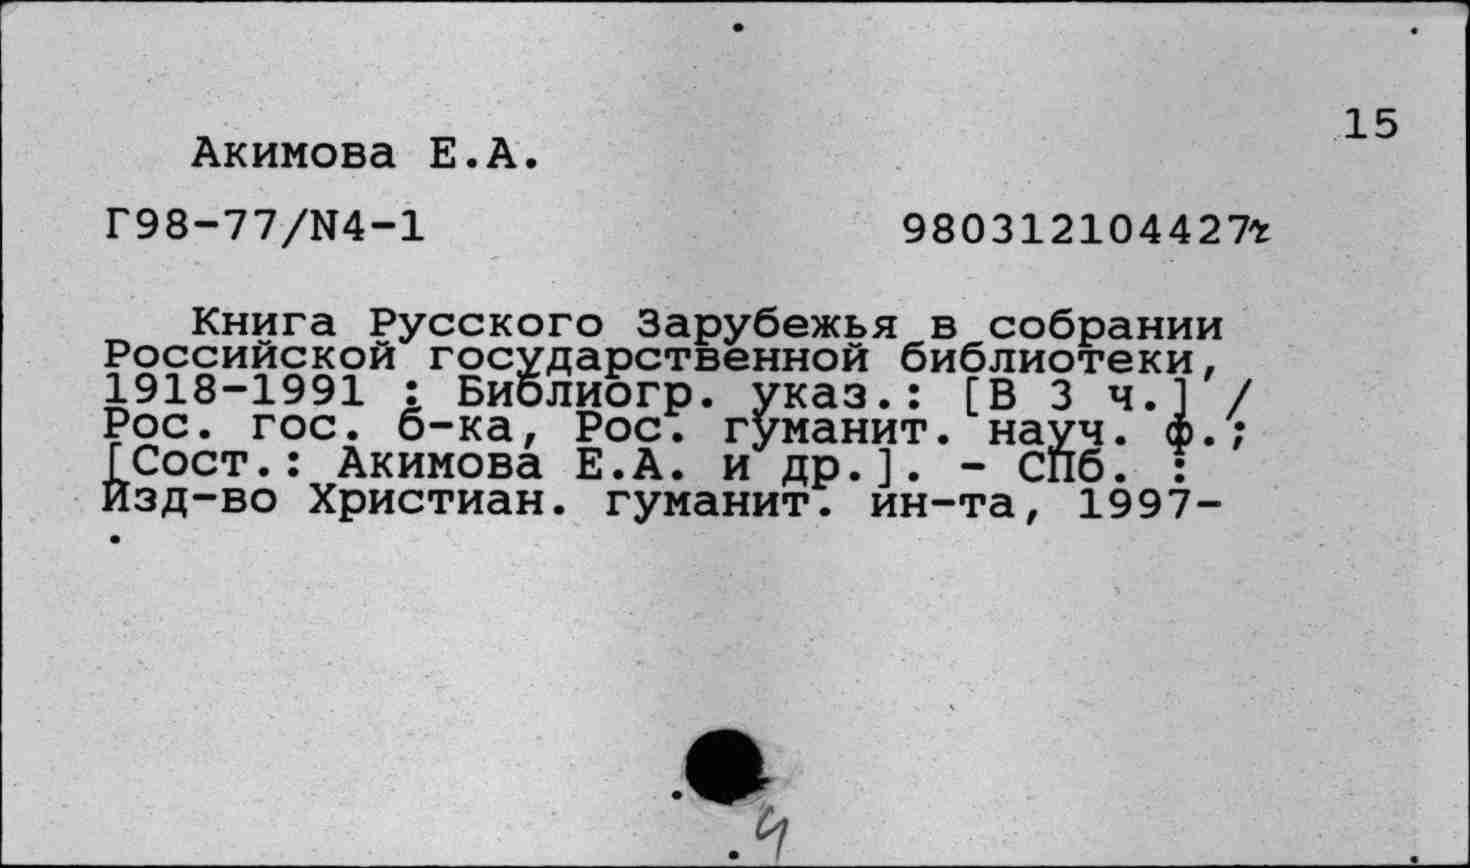 15
Акимова Е.А.
Г98-77/N4-1 9803121044277
Книга Русского Зарубежья в собрании
Российской государственной библиотеки,
1918-1991 : Библиогр. указ.: [В 3 ч.] /
Рос. гос. б-ка, Рос. гуманит. науч. ф.;
[Сост.: Акимова Е.А. и др.]. - СПб. :
Изд-во Христиан. гуманит. ин-та, 1997-
.